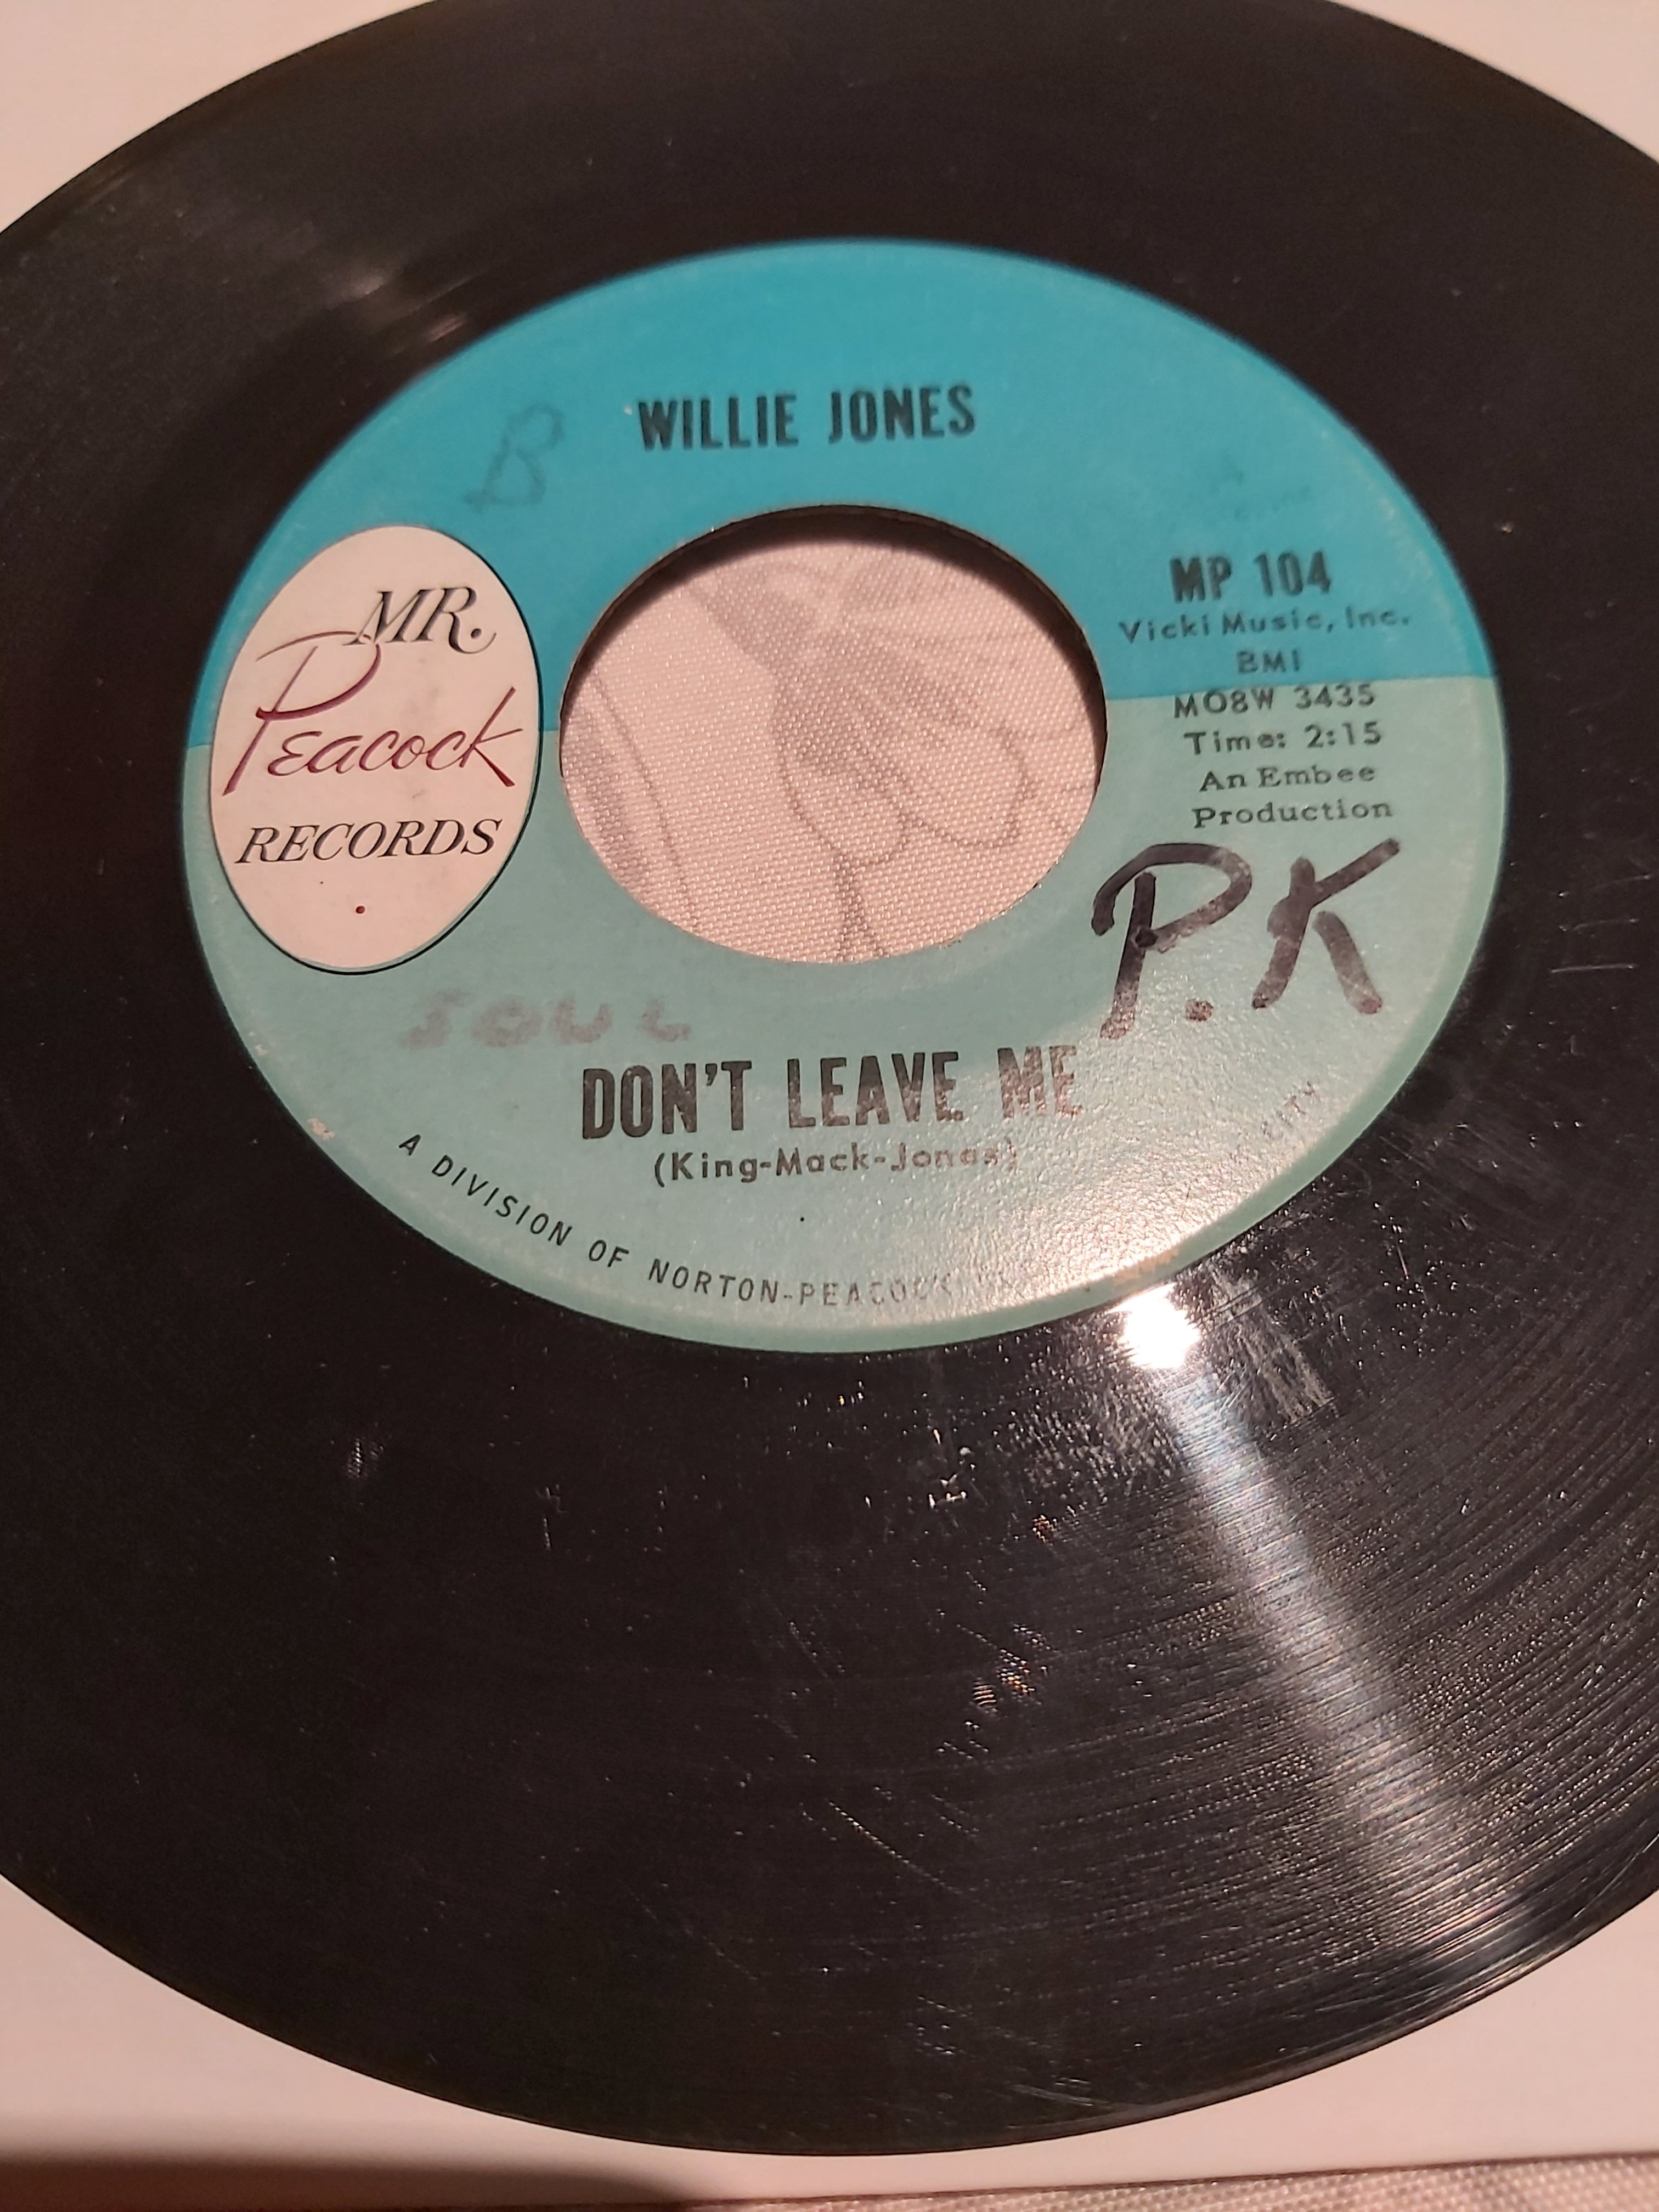 WILLIE JONES
B
MR.
Peacock
RECORDS
MP 104
Vicki Music, Inc.
BMI
MO8W 3435
Time: 2:15
An Embee
Production
P.K
SOUL
DON'T LEAVE ME
(King-Mack-Jones)
A DIVISION OF NORTON-PEACOCK CITY